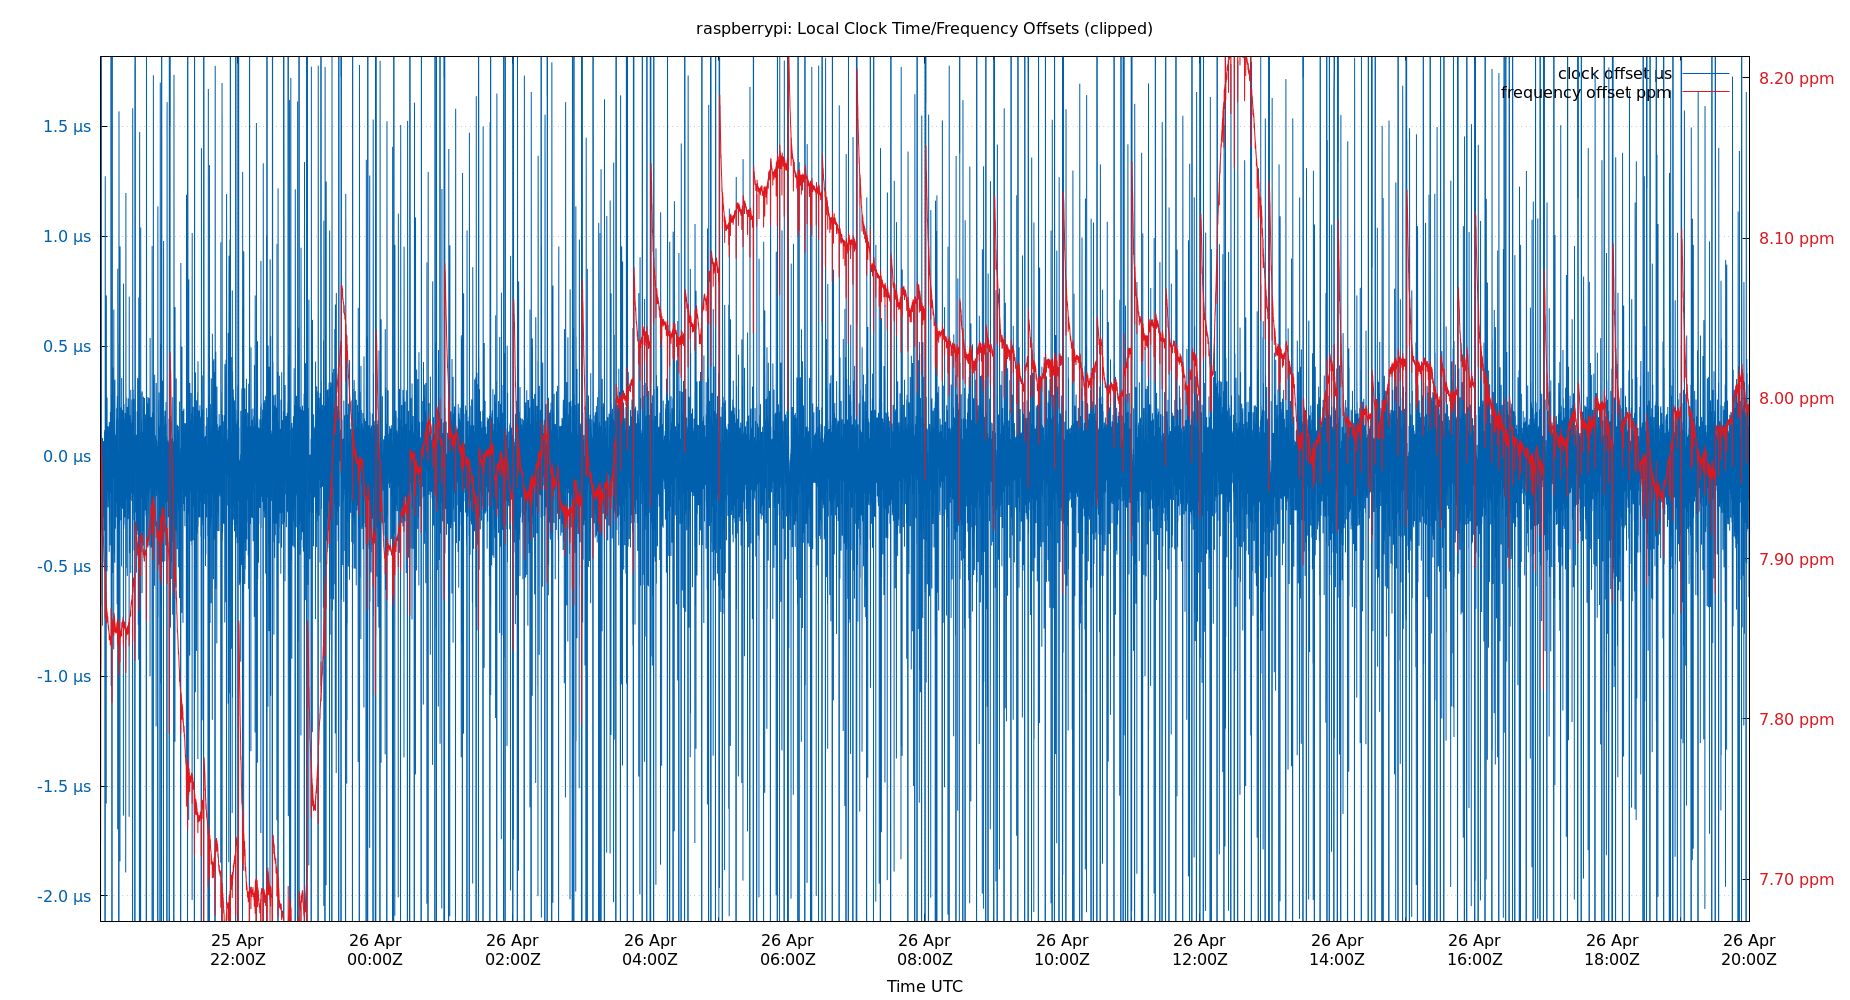 raspberrypi: Local Clock Time/Frequency Offsets (clipped)
clock offset us
frequency offset ppm
1.5 µs
1.0 µs
0.5 µs
0.0 µs
-0.5 µs
-1.0 µs
-1.5 µs
-2.0 µs
8.20 ppm
8.10 ppm
8.00 ppm
7.90 ppm
7.80 ppm
7.70 ppm
25 Apr 26 Apr 26 Apr 26 Apr 26 Apr 26 Apr 26 Apr 26 Apr 26 Apr 26 Apr 26 Apr 26 Apr
22:00Z 00:00Z 02:00Z 04:00Z 06:00Z 08:00Z 10:00Z 12:00Z 14:00Z 16:00Z 18:00Z 20:00Z
Time UTC